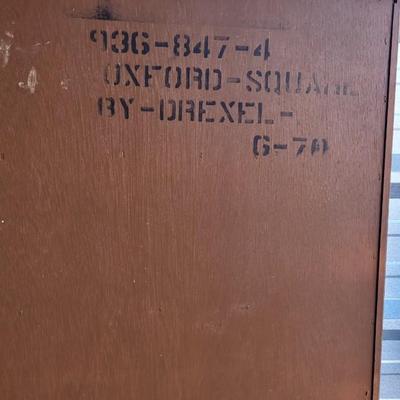 936-847-4
OXFORD-SQUARE
BY-DREXEL-
6-70